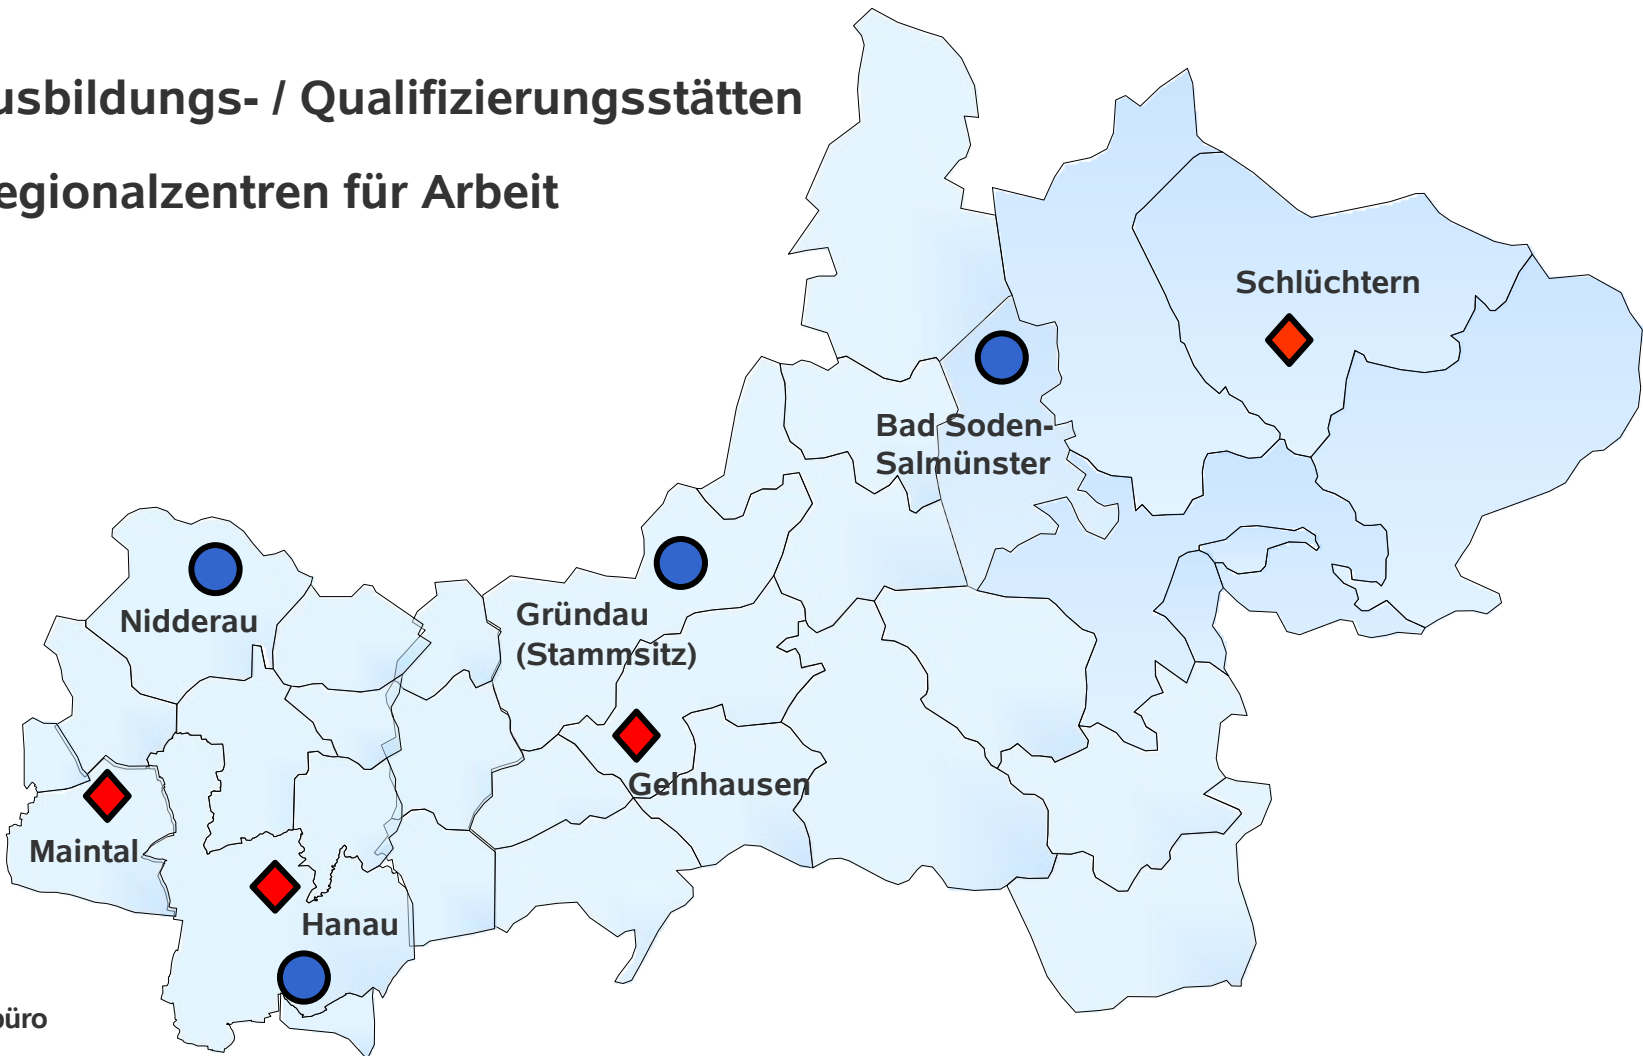 usbildungs- / Qualifizierungsstätten
egionalzentren für Arbeit
Schlüchtern
Bad Soden-
Salmünster
Nidderau
Gründau
(Stammsitz)
Gelnhausen
Maintal
Hanau
büro